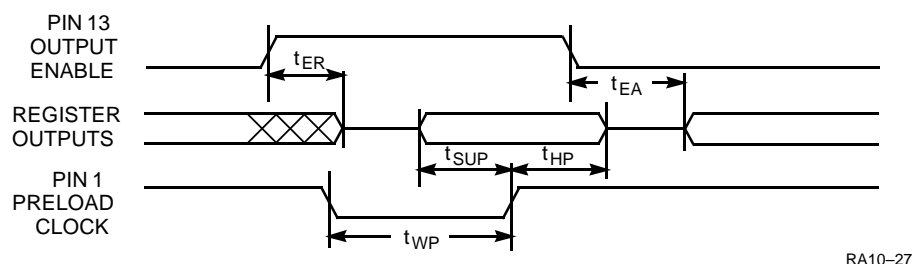 PIN 13
OUTPUT
ENABLE
tER
tEA
REGISTER
OUTPUTS
tSUP
tHP
PIN 1
PRELOAD
CLOCK
tWP
RA10–27